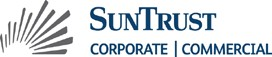 SUNTRUST
CORPORATE | COMMERCIAL